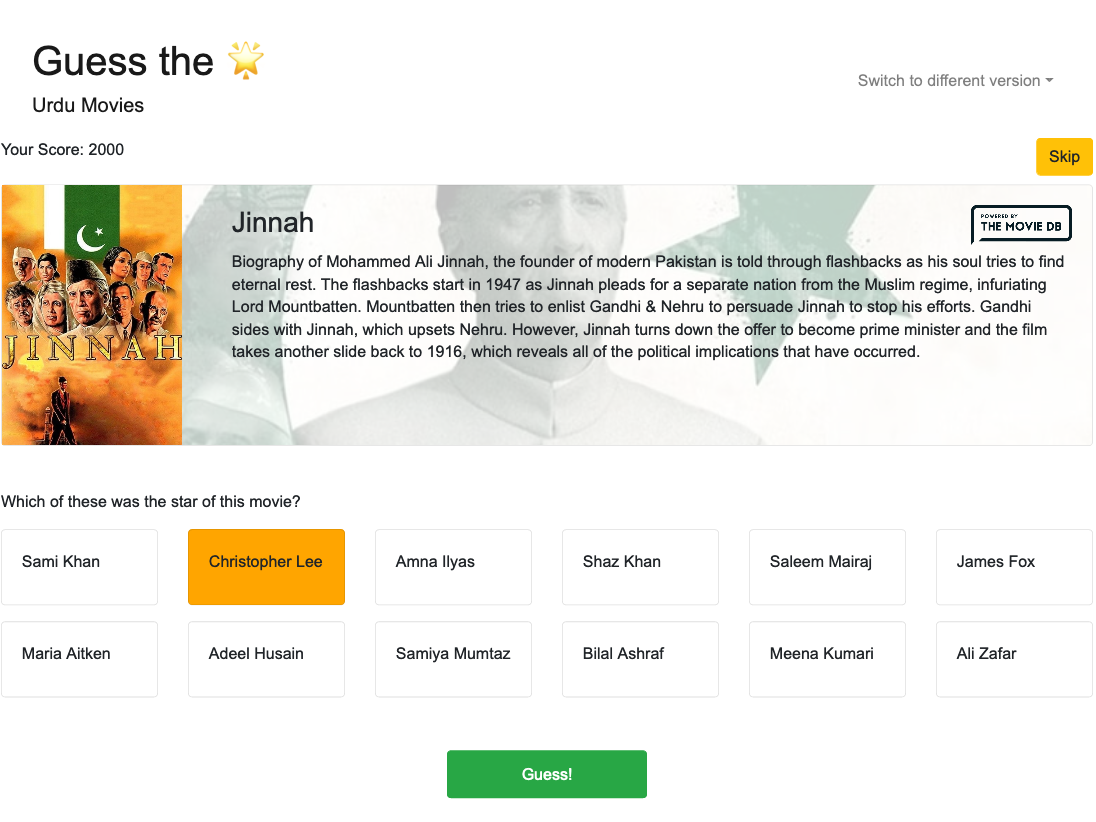 Guess the 🌟
Urdu Movies
Switch to different version
Your Score: 2000
Skip
JINNAH
Jinnah
POWERED BY
THE MOVIE DB
Biography of Mohammed Ali Jinnah, the founder of modern Pakistan is told through flashbacks as his soul tries to find
eternal rest. The flashbacks start in 1947 as Jinnah pleads for a separate nation from the Muslim regime, infuriating
Lord Mountbatten. Mountbatten then tries to enlist Gandhi & Nehru to persuade Jinnah to stop his efforts. Gandhi
sides with Jinnah, which upsets Nehru. However, Jinnah turns down the offer to become prime minister and the film
takes another slide back to 1916, which reveals all of the political implications that have occurred.
Which of these was the star of this movie?
Sami Khan
Christopher Lee
Amna Ilyas
Shaz Khan
Saleem Mairaj
James Fox
Maria Aitken
Adeel Husain
Samiya Mumtaz
Bilal Ashraf
Meena Kumari
Ali Zafar
Guess!